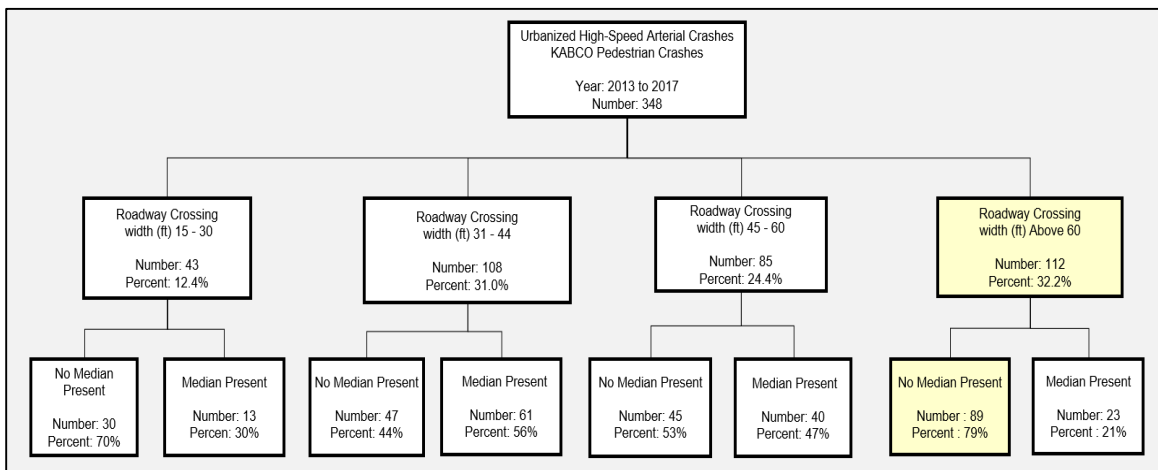 Urbanized High-Speed Arterial Crashes
KABCO Pedestrian Crashes
Year: 2013 to 2017
Number: 348
Roadway Crossing
width (ft) 15 - 30
Number: 43
Percent: 12.4%
Roadway Crossing
width (ft) 31 - 44
Number: 108
Percent: 31.0%
Roadway Crossing
width (ft) 45 - 60
Number: 85
Percent: 24.4%
Roadway Crossing
width (ft) Above 60
Number: 112
Percent: 32.2%
No Median
Present
Number: 30
Percent: 70%
Median Present
Number: 13
Percen: 30%
No Median Present
Number: 47
Percent: 44%
Median Present
Number: 61
Percent: 56%
No Median Present
Number: 45
Percent: 53%
Median Present
Number: 40
Percent: 47%
No Median Present
Number : 89
Percent : 79%
Median Present
Number: 23
Percent : 21%